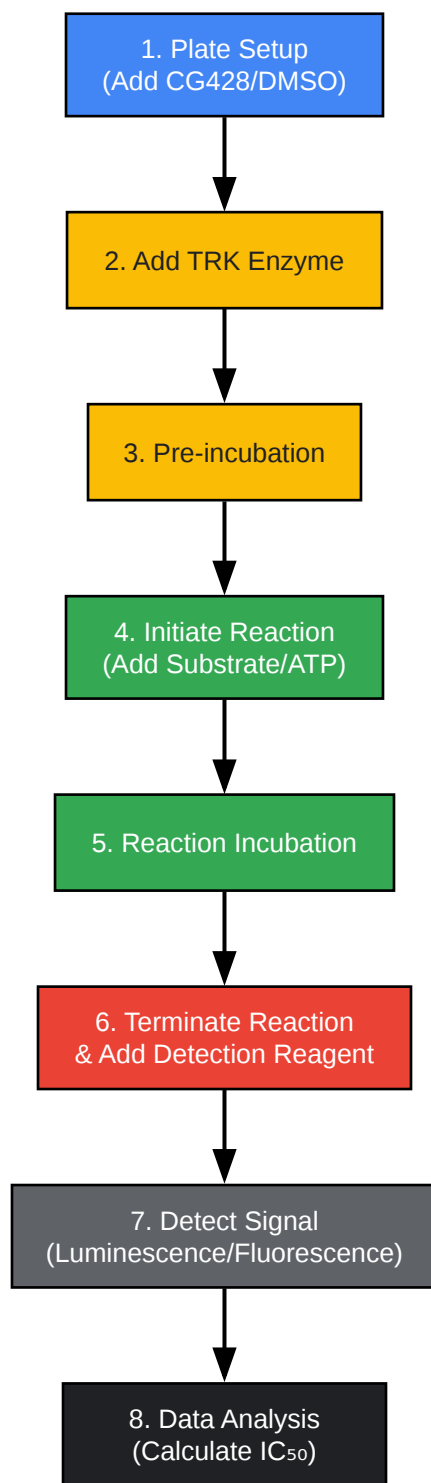 1. Plate Setup
(Add CG428/DMSO)
2. Add TRK Enzyme
3. Pre-incubation
4. Initiate Reaction
(Add Substrate/ATP)
5. Reaction Incubation
6. Terminate Reaction
& Add Detection Reagent
7. Detect Signal
(Luminescence/Fluorescence)
8. Data Analysis
(Calculate IC₅₀)